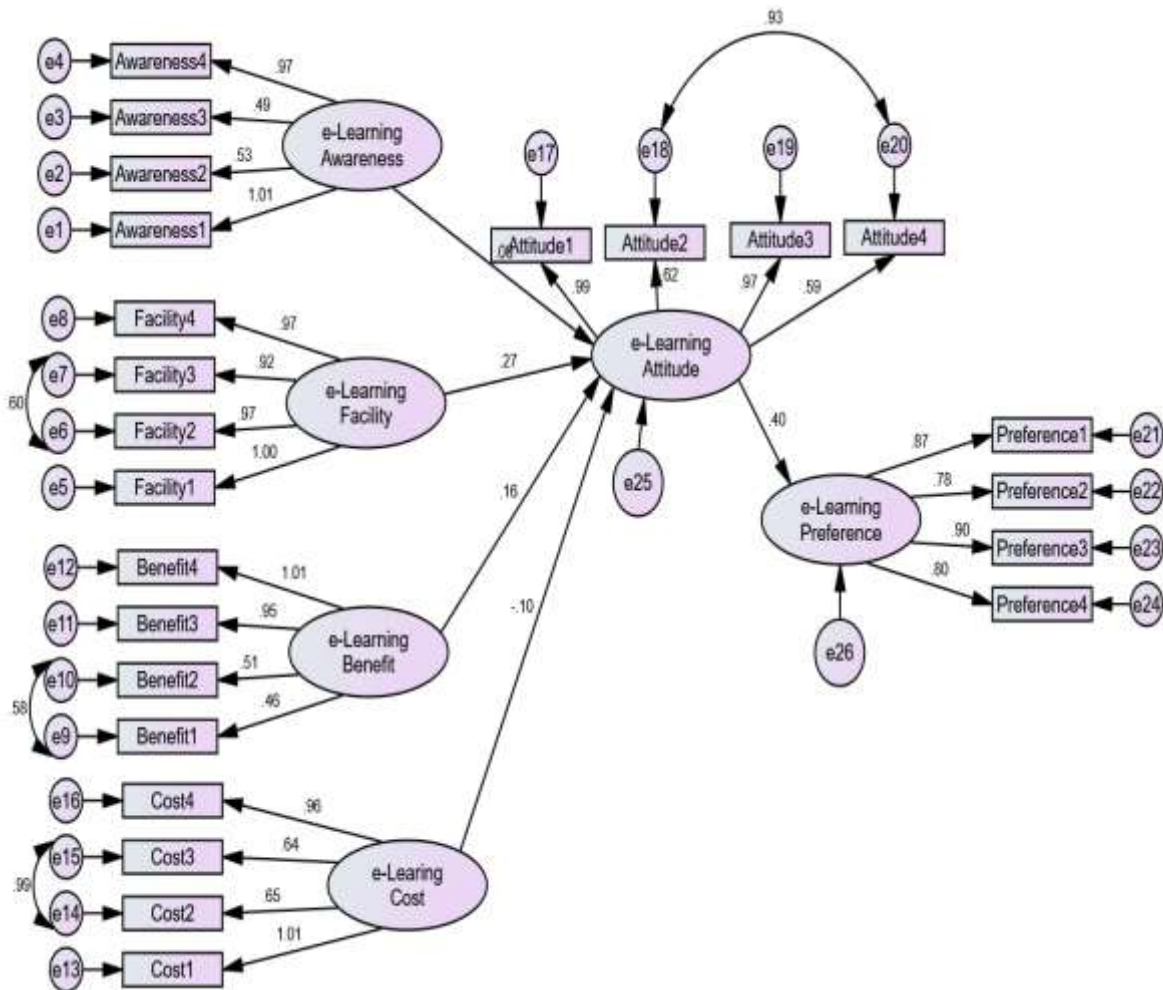 .93
e4
Awareness4
.97
e3
Awareness3
.49
e-Learning
Awareness
e2
Awareness2
.53
e1
Awareness1
1.01
e17
e18
e19
e20
Attitude1
Attitude2
Attitude3
Attitude4
.99
.62
.97
.59
e8
Facility4
.97
e7
Facility3
.92
.60
e-Learning
Facility
e6
Facility2
.97
e5
Facility1
1.00
.27
e-Learning
Attitude
.40
e25
.16
-.10
Preference1
e21
.87
Preference2
e22
.78
e-Learning
Preference
Preference3
e23
.90
Preference4
e24
.80
e26
e12
Benefit4
1.01
e11
Benefit3
.95
e-Learning
Benefit
e10
Benefit2
.51
.58
e9
Benefit1
.46
e16
Cost4
.96
e15
Cost3
.64
e-Learing
Cost
.99
e14
Cost2
.65
e13
Cost1
1.01